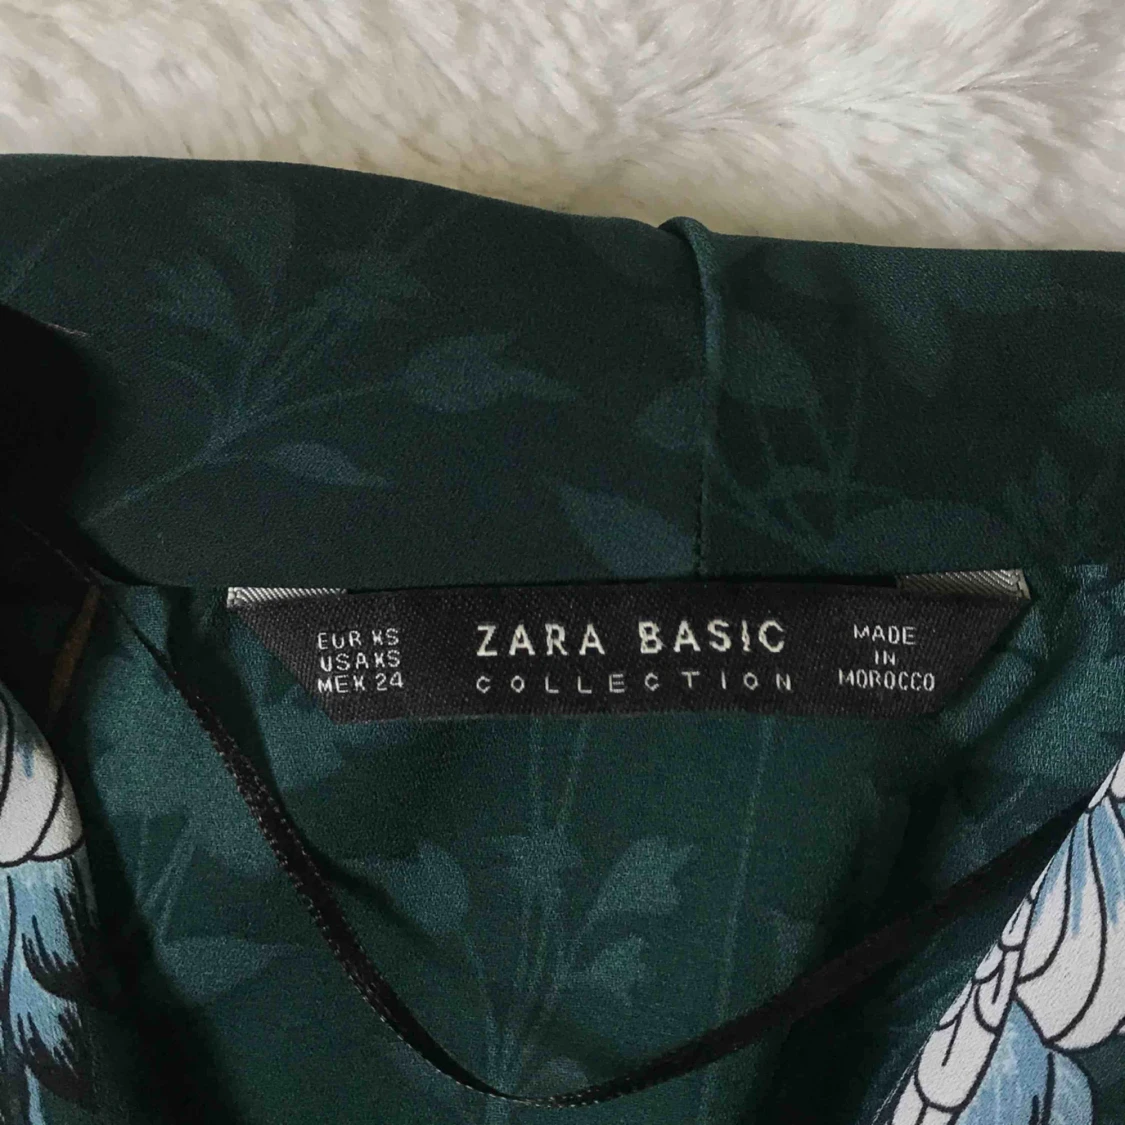 EUR XS
USA XS
MEX 24
ZARA BASIC
COLLECTION
MADE
IN
MOROCCO